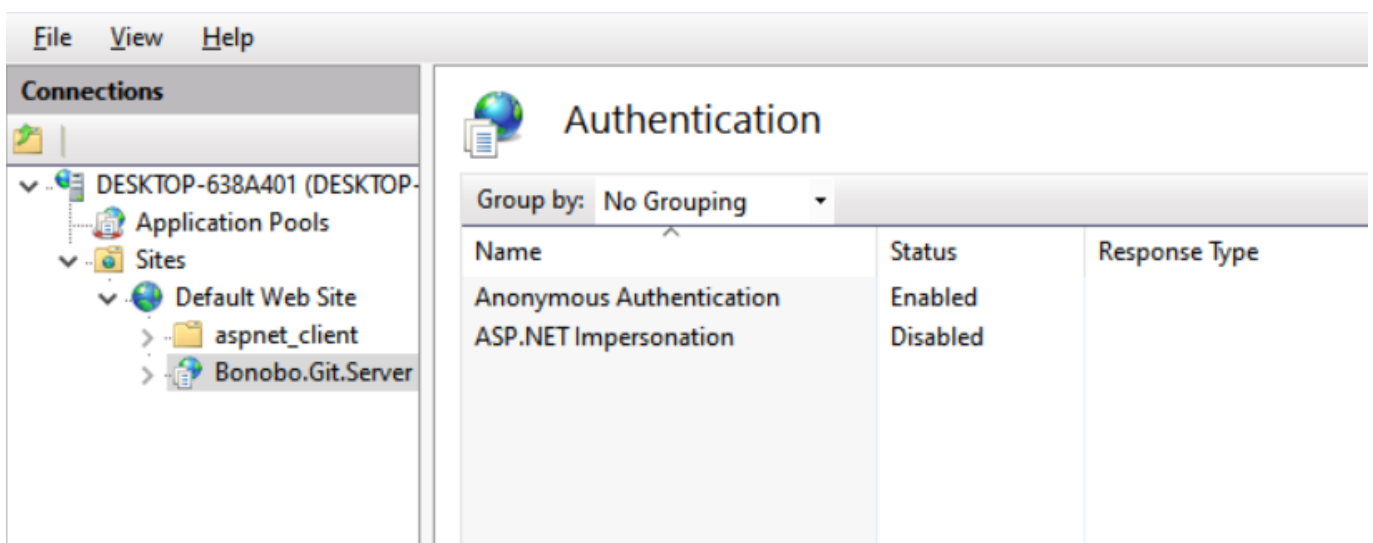 File View Help
Connections
Authentication
DESKTOP-638A401 (DESKTOP-
Application Pools
Sites
Default Web Site
aspnet_client
Bonobo.Git.Server
Group by: No Grouping
Name Status Response Type
Anonymous Authentication Enabled
ASP.NET Impersonation Disabled